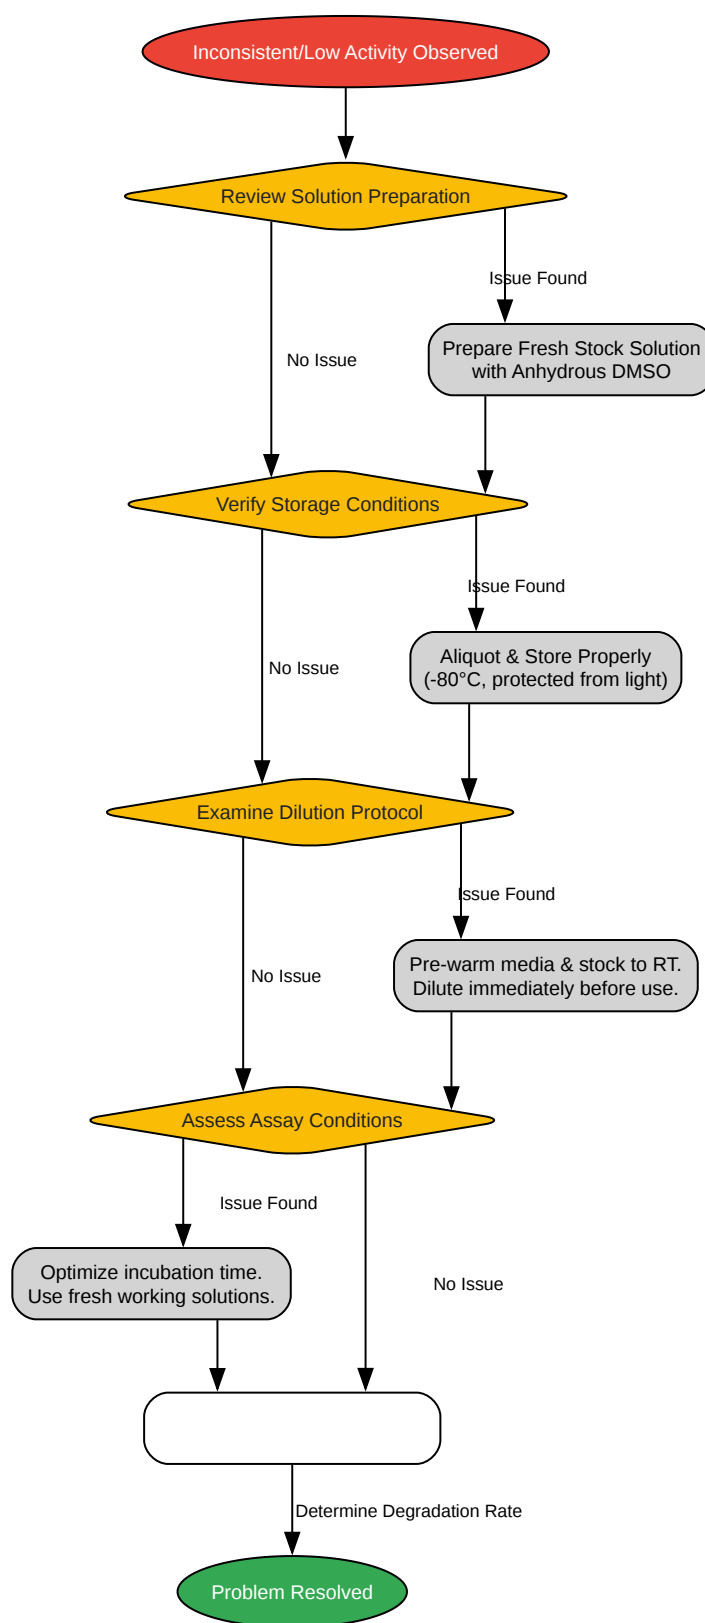 Inconsistent/Low Activity Observed
Review Solution Preparation
Issue Found
Prepare Fresh Stock Solution
with Anhydrous DMSO
No Issue
Verify Storage Conditions
Issue Found
Aliquot & Store Properly
(-80°C, protected from light)
No Issue
Examine Dilution Protocol
Issue Found
Pre-warm media & stock to RT.
Dilute immediately before use.
No Issue
Assess Assay Conditions
Issue Found
Optimize incubation time.
Use fresh working solutions.
No Issue
Determine Degradation Rate
Problem Resolved